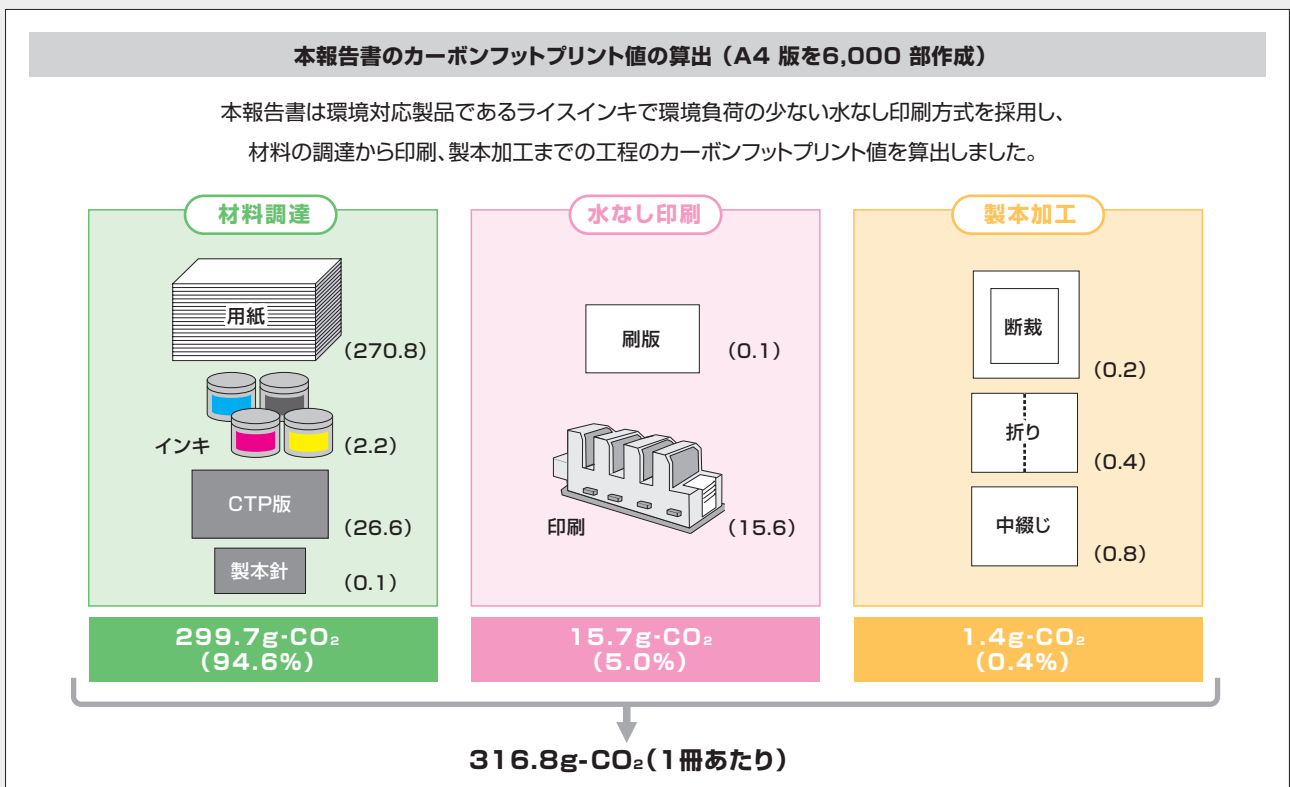 本報告書のカーボンフットプリント値の算出（A4 版を6,000 部作成）
本報告書は環境対応製品であるライスインキで環境負荷の少ない水なし印刷方式を採用し、
材料の調達から印刷、製本加工までの工程のカーボンフットプリント値を算出しました。
材料調達
用紙
（270.8）
インキ
（2.2）
CTP版
（26.6）
製本針
（0.1）
299.7g-CO₂
（94.6%）
水なし印刷
刷版
（0.1）
印刷
（15.6）
15.7g-CO₂
（5.0%）
製本加工
断裁
（0.2）
折り
（0.4）
中綴じ
（0.8）
1.4g-CO₂
（0.4%）
316.8g-CO₂（1冊あたり）